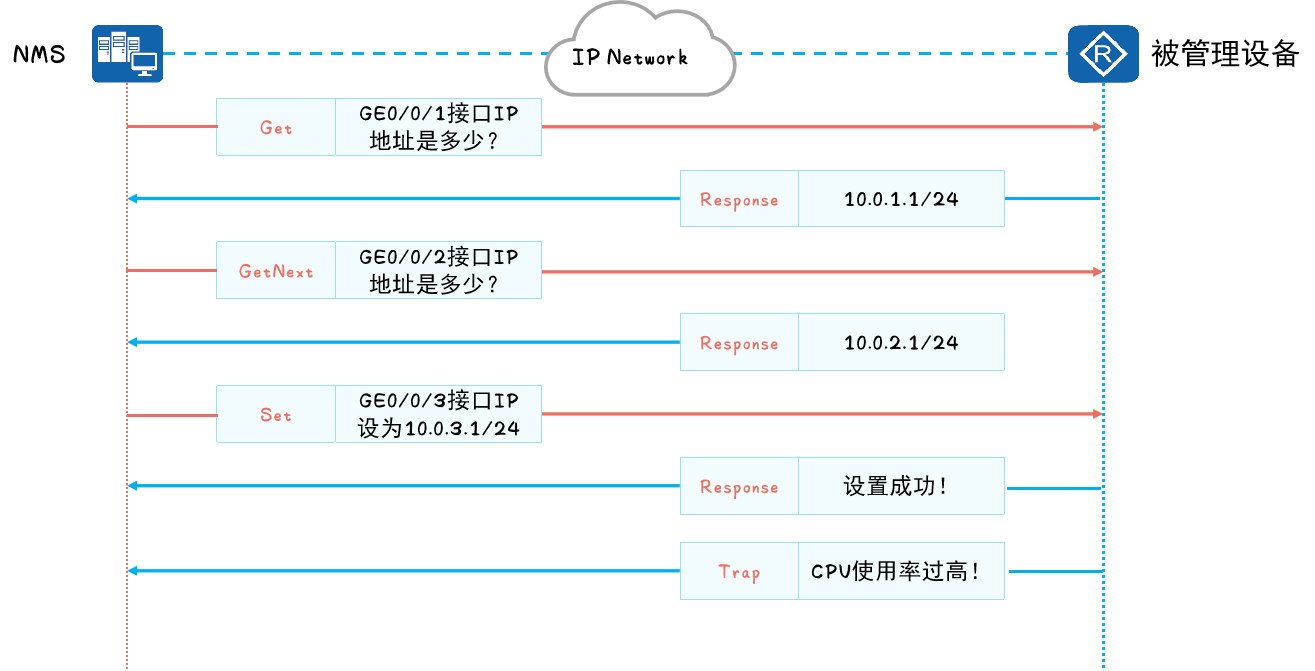 NMS
IP Network
R
被管理设备
Get
GE0/0/1接口IP
地址是多少？
Response
10.0.1.1/24
GetNext
GE0/0/2接口IP
地址是多少？
Response
10.0.2.1/24
Set
GE0/0/3接口IP
设为10.0.3.1/24
Response
设置成功！
Trap
CPU使用率过高！